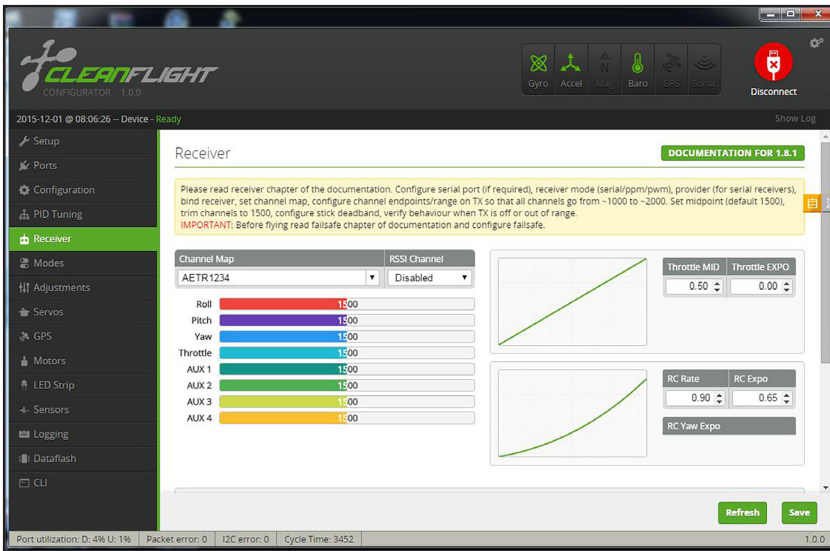 CLEANFLIGHT
CONFIGURATOR 1.0.0
Gyro Accel Mag Baro GPS Sonar
Disconnect
2015-12-01 @ 08:06:26 -- Device - Ready
Show Log
Setup
Ports
Configuration
PID Tuning
Receiver
Modes
Adjustments
Servos
GPS
Motors
LED Strip
Sensors
Logging
Dataflash
CLI
Receiver
DOCUMENTATION FOR 1.8.1
Please read receiver chapter of the documentation. Configure serial port (if required), receiver mode (serial/ppm/pwm), provider (for serial receivers),
bind receiver, set channel map, configure channel endpoints/range on TX so that all channels go from ~1000 to ~2000. Set midpoint (default 1500),
trim channels to 1500, configure stick deadband, verify behaviour when TX is off or out of range.
IMPORTANT: Before flying read failsafe chapter of documentation and configure failsafe.
Channel Map RSSI Channel
AETR1234 Disabled
Roll 1500
Pitch 1500
Yaw 1500
Throttle 1500
AUX 1 1500
AUX 2 1500
AUX 3 1500
AUX 4 1500
Throttle MID Throttle EXPO
0.50 0.00
RC Rate RC Expo
0.90 0.65
RC Yaw Expo
Refresh Save
Port utilization: D: 4% U: 1% Packet error: 0 I2C error: 0 Cycle Time: 3452 1.0.0